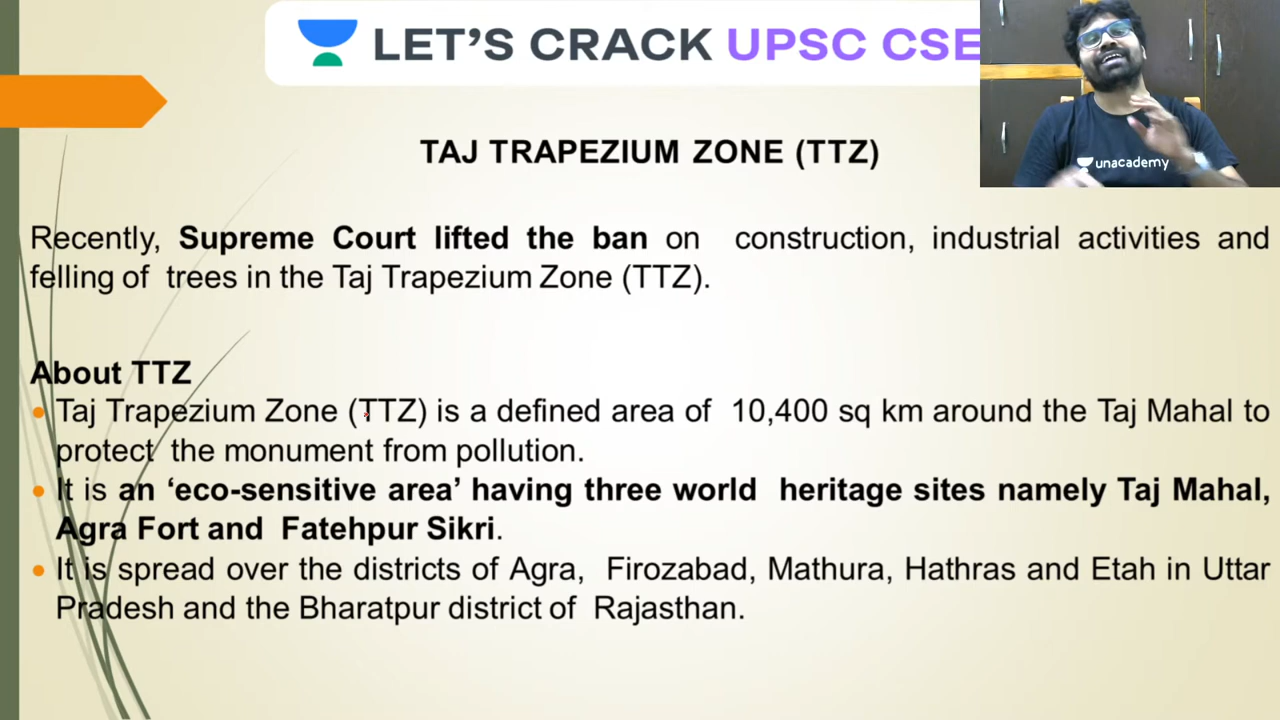 LET'S CRACK UPSC CSE
unacademy
TAJ TRAPEZIUM ZONE (TTZ)
Recently, Supreme Court lifted the ban on construction, industrial activities and
felling of trees in the Taj Trapezium Zone (TTZ).
About TTZ
Taj Trapezium Zone (TTZ) is a defined area of 10,400 sq km around the Taj Mahal to
protect the monument from pollution.
It is an ‘eco-sensitive area’ having three world heritage sites namely Taj Mahal,
Agra Fort and Fatehpur Sikri.
It is spread over the districts of Agra, Firozabad, Mathura, Hathras and Etah in Uttar
Pradesh and the Bharatpur district of Rajasthan.